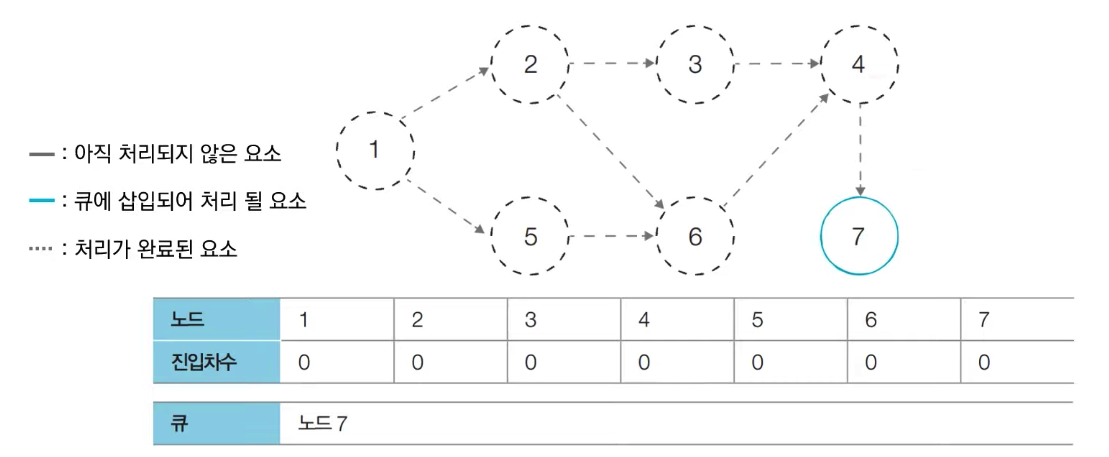 2 3 4
1
5 6 7
: 아직 처리되지 않은 요소
: 큐에 삽입되어 처리 될 요소
: 처리가 완료된 요소
노드 1 2 3 4 5 6 7
진입차수 0 0 0 0 0 0 0
큐 노드 7